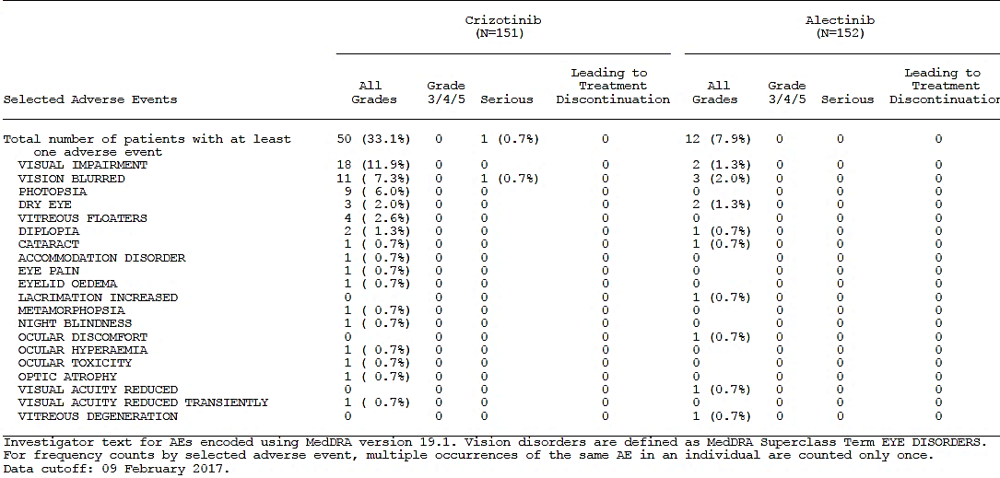 Crizotinib Alectinib
(N=151) (N=152)
Leading to Leading to
All Grade Treatment All Grade Treatment
Selected Adverse Events Grades 3/4/5 Serious Discontinuation Grades 3/4/5 Serious Discontinuation
Total number of patients with at least 50 (33.1%) 0 1 (0.7%) 0 12 (7.9%) 0 0 0
one adverse event
VISUAL IMPAIRMENT 18 (11.9%) 0 0 0 2 (1.3%) 0 0 0
VISION BLURRED 11 ( 7.3%) 0 1 (0.7%) 0 3 (2.0%) 0 0 0
PHOTOPSIA 9 ( 6.0%) 0 0 0 0 0 0 0
DRY EYE 3 ( 2.0%) 0 0 0 2 (1.3%) 0 0 0
VITREOUS FLOATERS 4 ( 2.6%) 0 0 0 0 0 0 0
DIPLOPIA 2 ( 1.3%) 0 0 0 1 (0.7%) 0 0 0
CATARACT 1 ( 0.7%) 0 0 0 1 (0.7%) 0 0 0
ACCOMMODATION DISORDER 1 ( 0.7%) 0 0 0 0 0 0 0
EYE PAIN 1 ( 0.7%) 0 0 0 0 0 0 0
EYELID OEDEMA 1 ( 0.7%) 0 0 0 0 0 0 0
LACRIMATION INCREASED 0 0 0 0 1 (0.7%) 0 0 0
METAMORPHOPSIA 1 ( 0.7%) 0 0 0 0 0 0 0
NIGHT BLINDNESS 1 ( 0.7%) 0 0 0 0 0 0 0
OCULAR DISCOMFORT 0 0 0 0 1 (0.7%) 0 0 0
OCULAR HYPERAEMIA 1 ( 0.7%) 0 0 0 0 0 0 0
OCULAR TOXICITY 1 ( 0.7%) 0 0 0 0 0 0 0
OPTIC ATROPHY 1 ( 0.7%) 0 0 0 0 0 0 0
VISUAL ACUITY REDUCED 0 0 0 0 1 (0.7%) 0 0 0
VISUAL ACUITY REDUCED TRANSIENTLY 1 ( 0.7%) 0 0 0 0 0 0 0
VITREOUS DEGENERATION 0 0 0 0 1 (0.7%) 0 0 0
Investigator text for AEs encoded using MedDRA version 19.1. Vision disorders are defined as MedDRA Superclass Term EYE DISORDERS.
For frequency counts by selected adverse event, multiple occurrences of the same AE in an individual are counted only once.
Data cutoff: 09 February 2017.